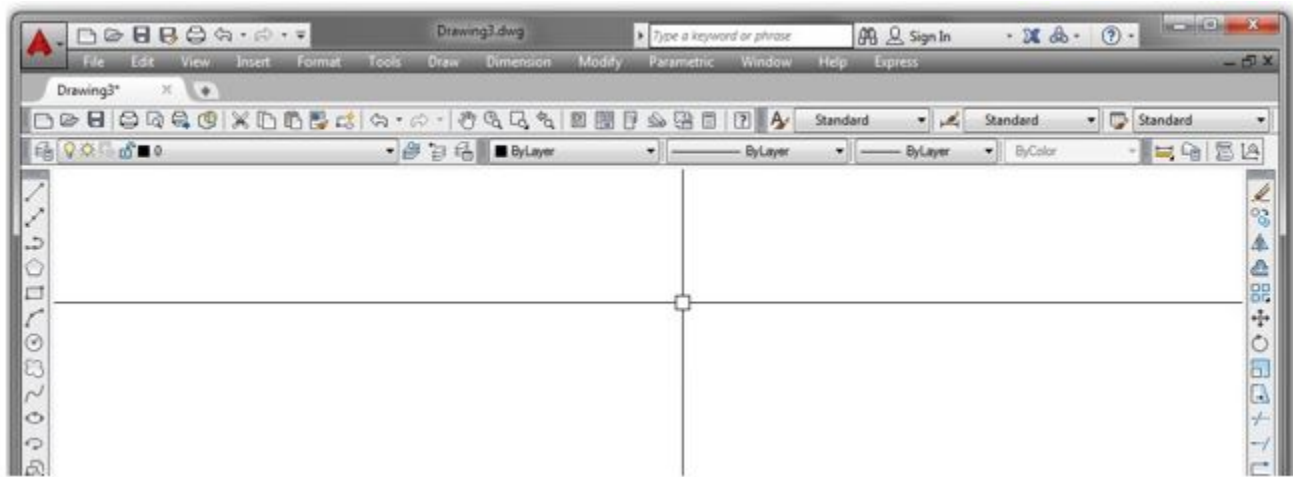 Drawing3.dwg Type a keyword or phrase Sign In
File Edit View Insert Format Tools Draw Dimension Modify Parametric Window Help Express
Drawing3*
Standard Standard Standard
0 ByLayer ByLayer ByLayer ByColor